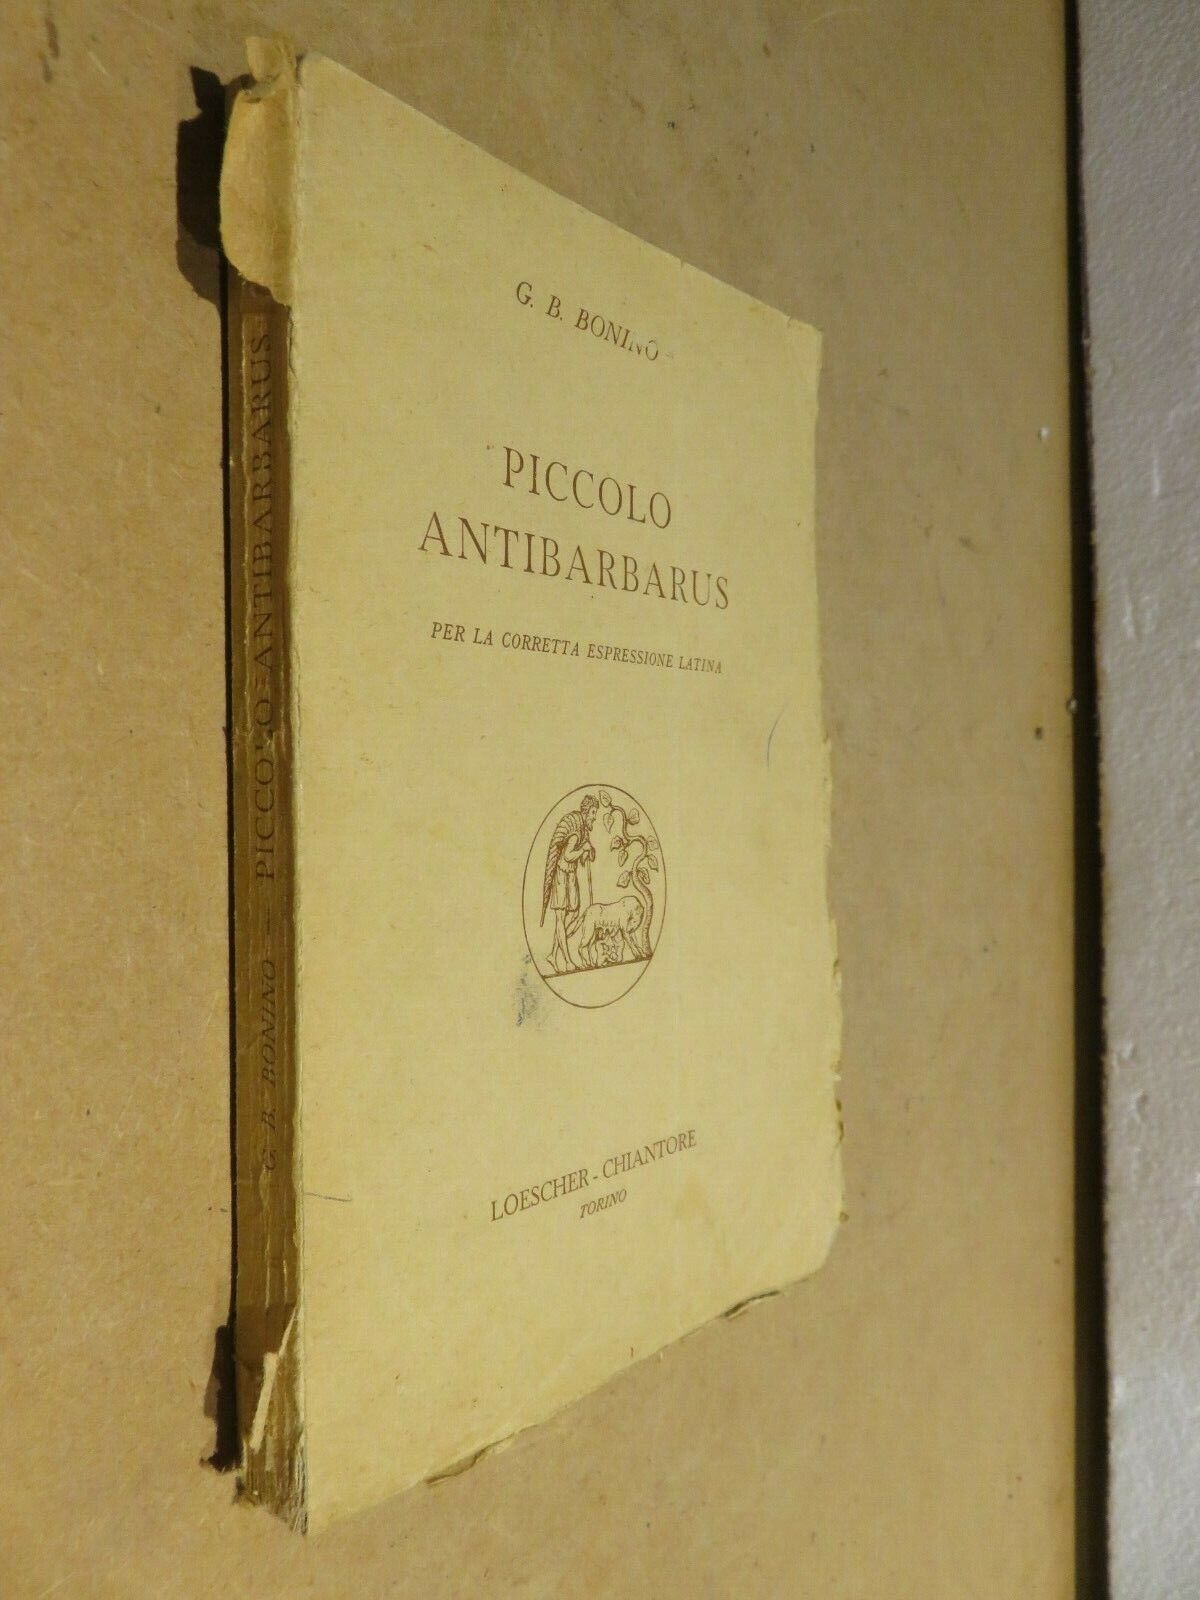 G. B. BONINO
PICCOLO
ANTIBARBARUS
PER LA CORRETTA ESPRESSIONE LATINA
LOESCHER - CHIANTORE
TORINO
G. B. BONINO — PICCOLO ANTIBARBARUS